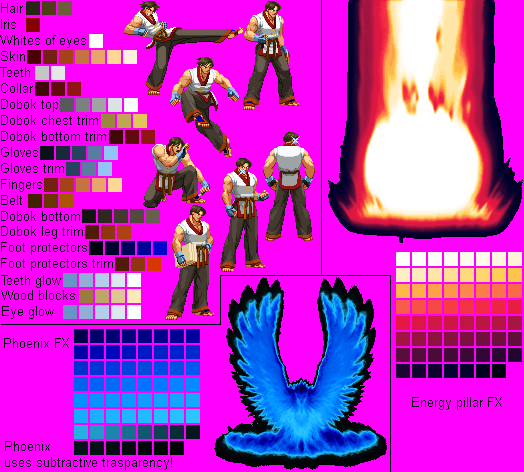 Hair
Iris
Whites of eyes
Skin
Teeth
Collar
Dobok top
Dobok chest trim
Dobok bottom trim
Gloves
Gloves trim
Fingers
Belt
Dobok bottom
Dobok leg trim
Foot protectors
Foot protectors trim
Teeth glow
Wood blocks
Eye glow
Phoenix FX
Phoenix
uses subtractive trasparency!
Energy pillar FX